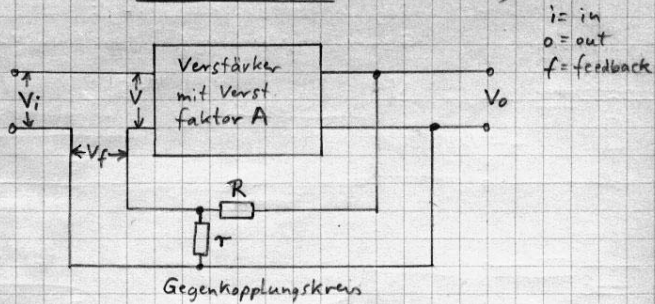 i = in
o = out
f = feedback
Verstärker
mit Verst.
faktor A
Vi
V
Vo
Vf
R
r
Gegenkopplungskreis